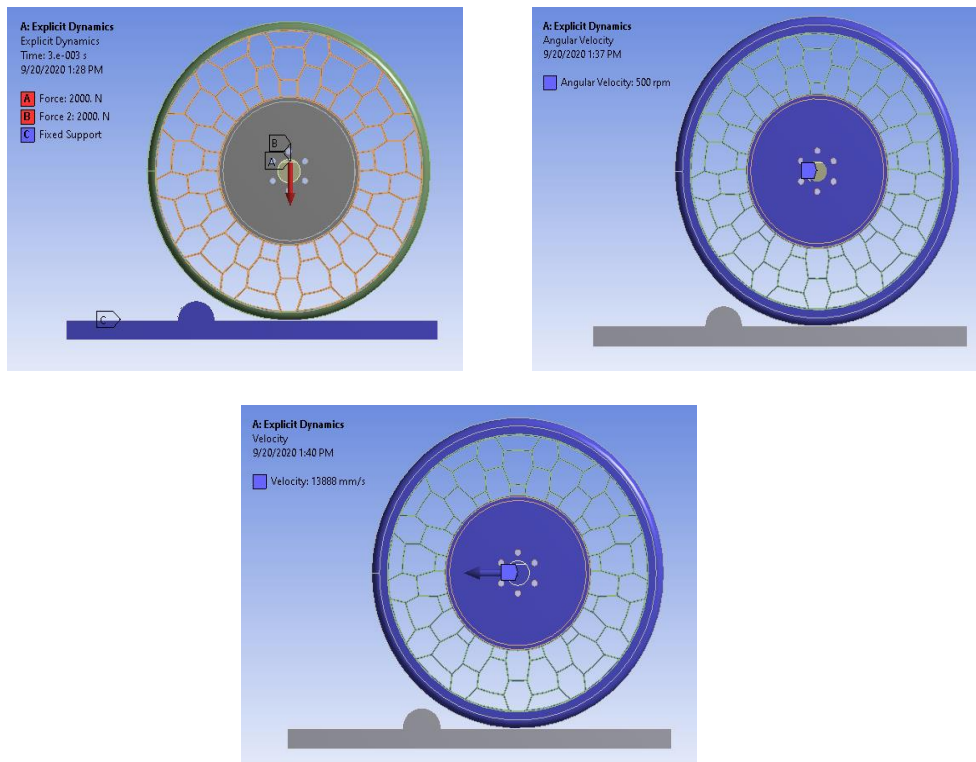 A: Explicit Dynamics
Explicit Dynamics
Time: 3.e-003 s
9/20/2020 1:28 PM
A Force: 2000. N
B Force 2: 2000. N
C Fixed Support
B
A
C
A: Explicit Dynamics
Angular Velocity
9/20/2020 1:37 PM
Angular Velocity: 500 rpm
A: Explicit Dynamics
Velocity
9/20/2020 1:40 PM
Velocity: 13888 mm/s